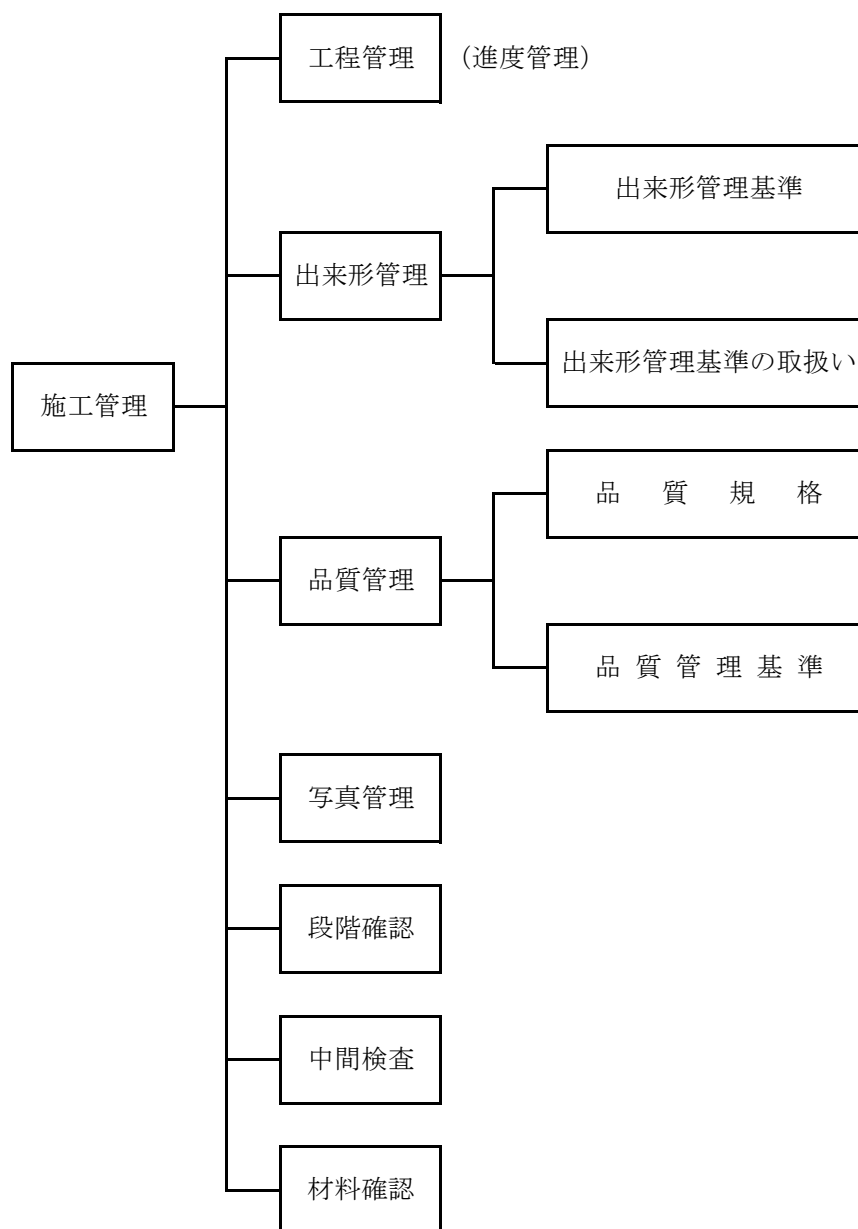 工程管理 (進度管理)
出来形管理基準
出来形管理
出来形管理基準の取扱い
施工管理
品質規格
品質管理
品質管理基準
写真管理
段階確認
中間検査
材料確認